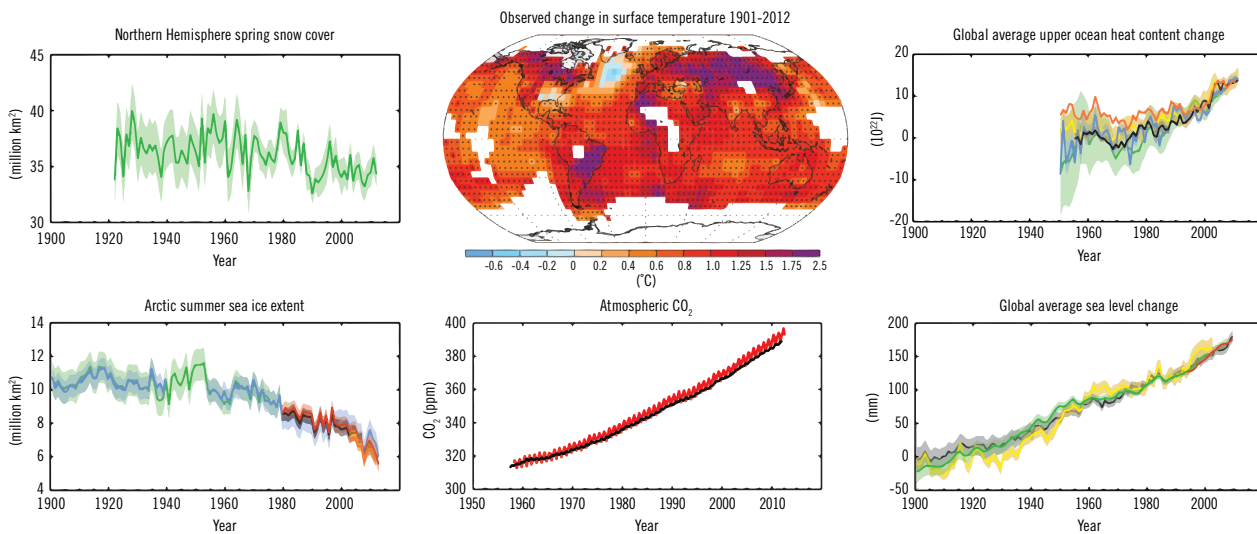 Northern Hemisphere spring snow cover
45
40
35
30
(million km²)
1900 1920 1940 1960 1980 2000
Year
Observed change in surface temperature 1901-2012
-0.6 -0.4 -0.2 0 0.2 0.4 0.6 0.8 1.0 1.25 1.5 1.75 2.5
(˚C)
Global average upper ocean heat content change
20
10
0
-10
-20
(10²²J)
1900 1920 1940 1960 1980 2000
Year
Arctic summer sea ice extent
14
12
10
8
6
4
(million km²)
1900 1920 1940 1960 1980 2000
Year
Atmospheric CO₂
400
380
360
340
320
300
CO₂ (ppm)
1950 1960 1970 1980 1990 2000 2010
Year
Global average sea level change
200
150
100
50
0
-50
(mm)
1900 1920 1940 1960 1980 2000
Year